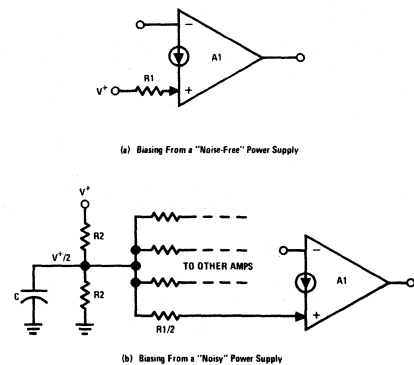 −
A1
R1
V+
+
(a) Biasing From a "Noise-Free" Power Supply
V+
R2
V+/2
TO OTHER AMPS
−
A1
C
R2
+
R1/2
(b) Biasing From a "Noisy" Power Supply